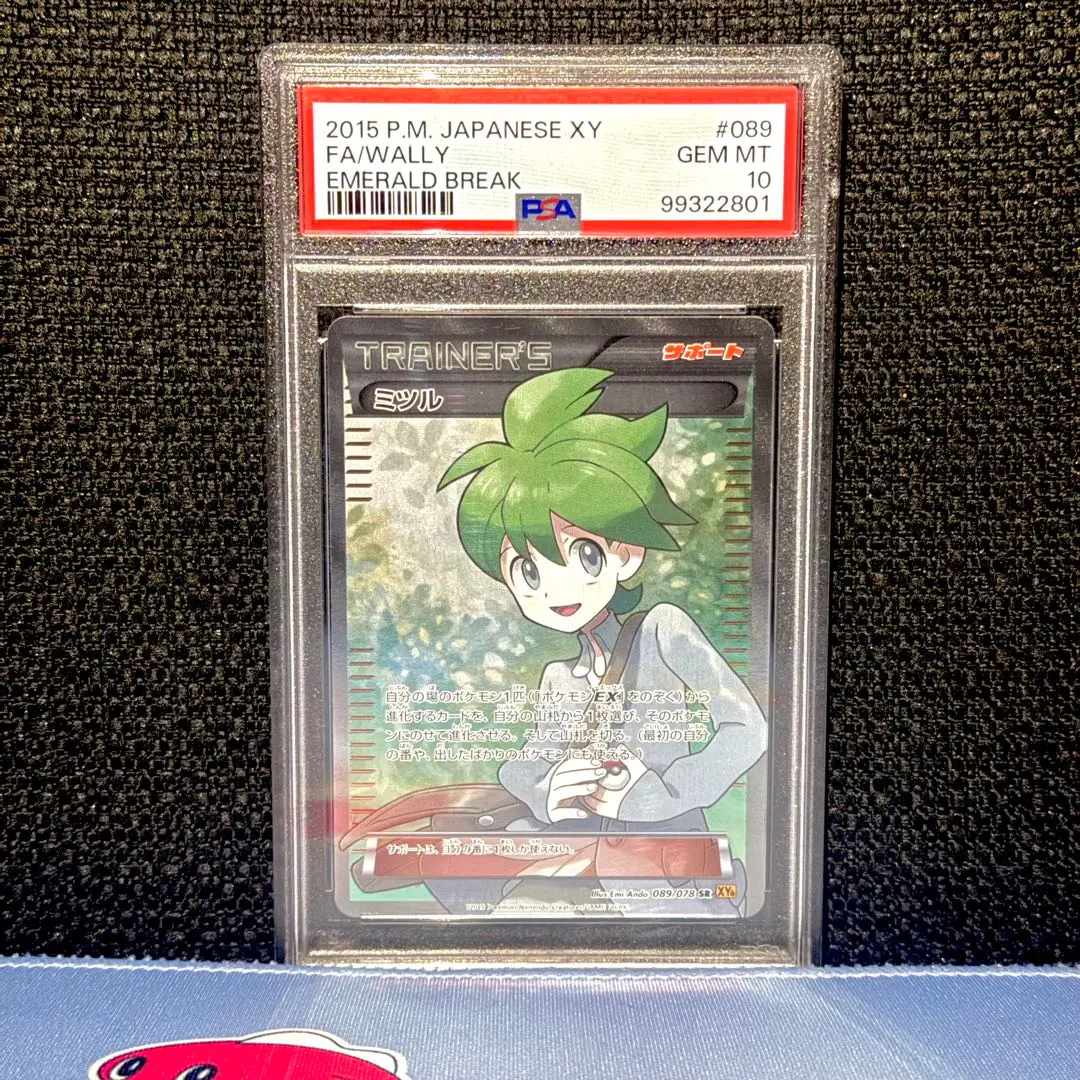 2015 P.M. JAPANESE XY #089
FA/WALLY GEM MT
EMERALD BREAK 10
PSA 99322801
TRAINER'S サポート
ミツル
自分の場のポケモン1匹(「ポケモンEX」をのぞく)から
進化するカードを、自分の山札から1枚選び、そのポケモ
ンにのせて進化させる。そして山札を切る。(最初の自分
の番や、出したばかりのポケモンにも使える。)
サポートは、自分の番に1枚しか使えない。
Illus. Emi Ando 089/078 SR XY6
©2015 Pokémon/Nintendo/Creatures/GAME FREAK.